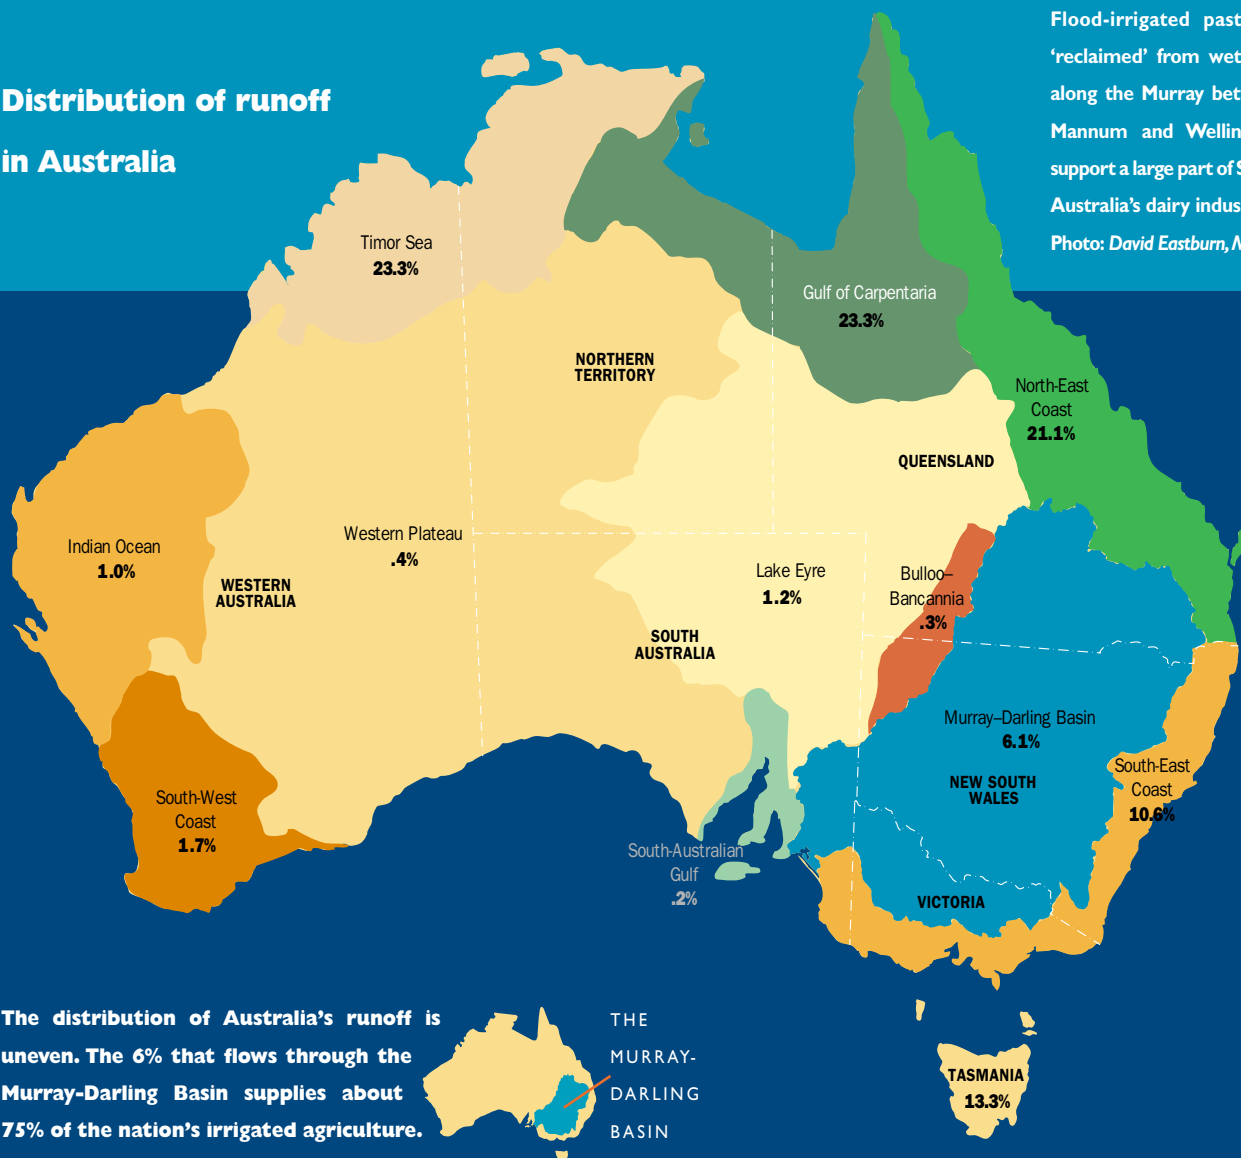 Distribution of runoff
in Australia
Flood-irrigated
'reclaimed' from
along the Murray
Mannum and
support a large part of
Australia's dairy
Photo: David Eastburn,
Timor Sea
23.3%
Gulf of Carpentaria
23.3%
NORTHERN
TERRITORY
North-East
Coast
21.1%
QUEENSLAND
Western Plateau
.4%
Indian Ocean
1.0%
WESTERN
AUSTRALIA
Lake Eyre
1.2%
Bulloo–
Bancannia
.3%
SOUTH
AUSTRALIA
Murray–Darling Basin
6.1%
NEW SOUTH
WALES
South-East
Coast
10.6%
South-West
Coast
1.7%
South-Australian
Gulf
.2%
VICTORIA
TASMANIA
13.3%
The distribution of Australia's runoff is
uneven. The 6% that flows through the
Murray-Darling Basin supplies about
75% of the nation's irrigated agriculture.
THE
MURRAY-
DARLING
BASIN